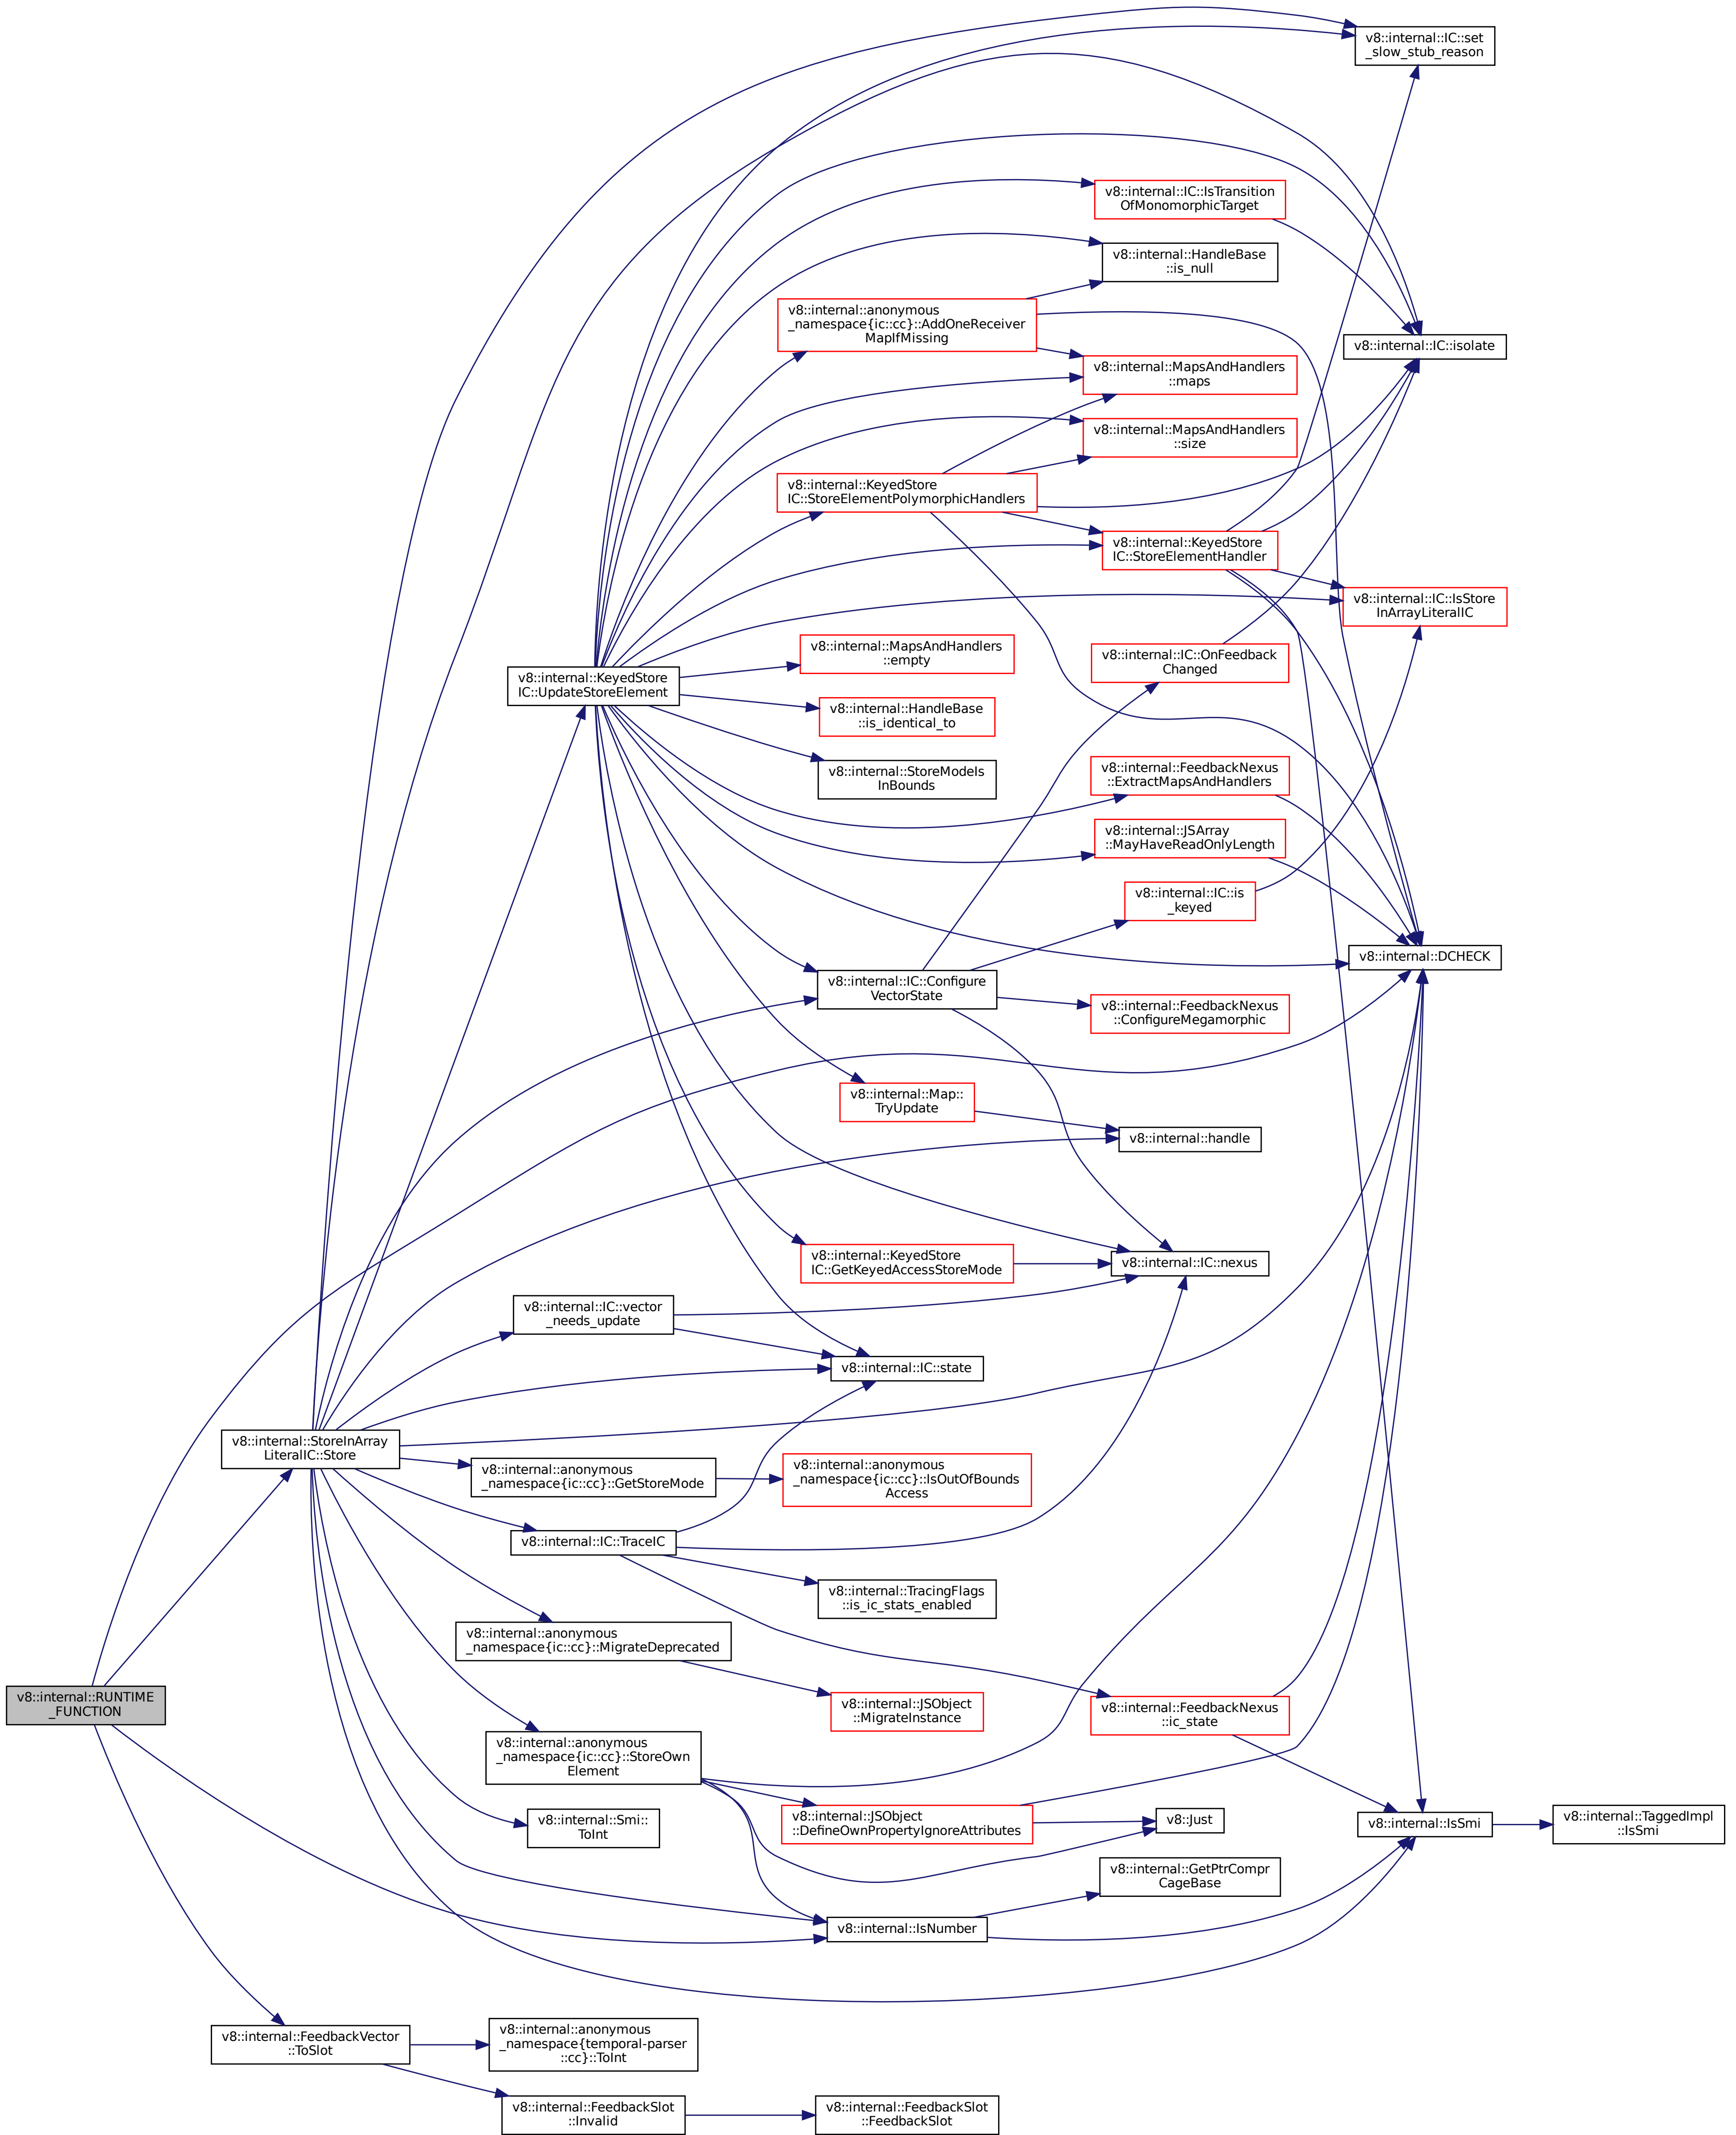 v8::internal::IC::set
_slow_stub_reason
v8::internal::IC::IsTransition
OfMonomorphicTarget
v8::internal::HandleBase
::is_null
v8::internal::anonymous
_namespace{ic::cc}::AddOneReceiver
MapIfMissing
v8::internal::IC::isolate
v8::internal::MapsAndHandlers
::maps
v8::internal::MapsAndHandlers
::size
v8::internal::KeyedStore
IC::StoreElementPolymorphicHandlers
v8::internal::KeyedStore
IC::StoreElementHandler
v8::internal::IC::IsStore
InArrayLiteralIC
v8::internal::MapsAndHandlers
::empty
v8::internal::IC::OnFeedback
Changed
v8::internal::KeyedStore
IC::UpdateStoreElement
v8::internal::HandleBase
::is_identical_to
v8::internal::StoreModeIs
InBounds
v8::internal::FeedbackNexus
::ExtractMapsAndHandlers
v8::internal::JSArray
::MayHaveReadOnlyLength
v8::internal::IC::is
_keyed
v8::internal::DCHECK
v8::internal::IC::Configure
VectorState
v8::internal::FeedbackNexus
::ConfigureMegamorphic
v8::internal::Map::
TryUpdate
v8::internal::handle
v8::internal::KeyedStore
IC::GetKeyedAccessStoreMode
v8::internal::IC::nexus
v8::internal::IC::vector
_needs_update
v8::internal::IC::state
v8::internal::StoreInArray
LiteralIC::Store
v8::internal::anonymous
_namespace{ic::cc}::GetStoreMode
v8::internal::anonymous
_namespace{ic::cc}::IsOutOfBounds
Access
v8::internal::IC::TraceIC
v8::internal::TracingFlags
::is_ic_stats_enabled
v8::internal::anonymous
_namespace{ic::cc}::MigrateDeprecated
v8::internal::RUNTIME
_FUNCTION
v8::internal::JSObject
::MigrateInstance
v8::internal::FeedbackNexus
::ic_state
v8::internal::anonymous
_namespace{ic::cc}::StoreOwn
Element
v8::internal::Smi::
ToInt
v8::internal::JSObject
::DefineOwnPropertyIgnoreAttributes
v8::Just
v8::internal::IsSmi
v8::internal::TaggedImpl
::IsSmi
v8::internal::GetPtrCompr
CageBase
v8::internal::IsNumber
v8::internal::FeedbackVector
::ToSlot
v8::internal::anonymous
_namespace{temporal-parser
::cc}::ToInt
v8::internal::FeedbackSlot
::Invalid
v8::internal::FeedbackSlot
::FeedbackSlot